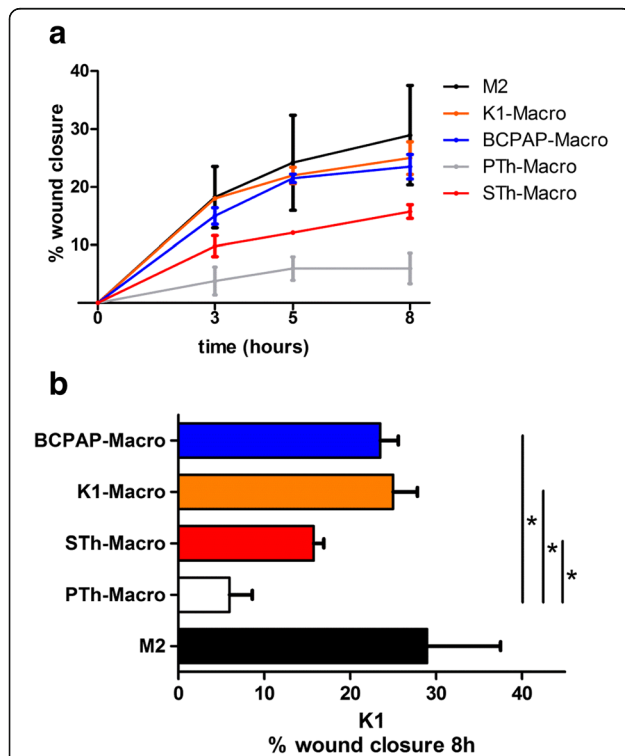 a
40
30
20
10
% wound closure
0
3
5
8
time (hours)
M2
K1-Macro
BCPAP-Macro
PTh-Macro
STh-Macro
b
BCPAP-Macro
K1-Macro
STh-Macro
PTh-Macro
M2
*
*
*
0 10 20 30 40
K1
% wound closure 8h